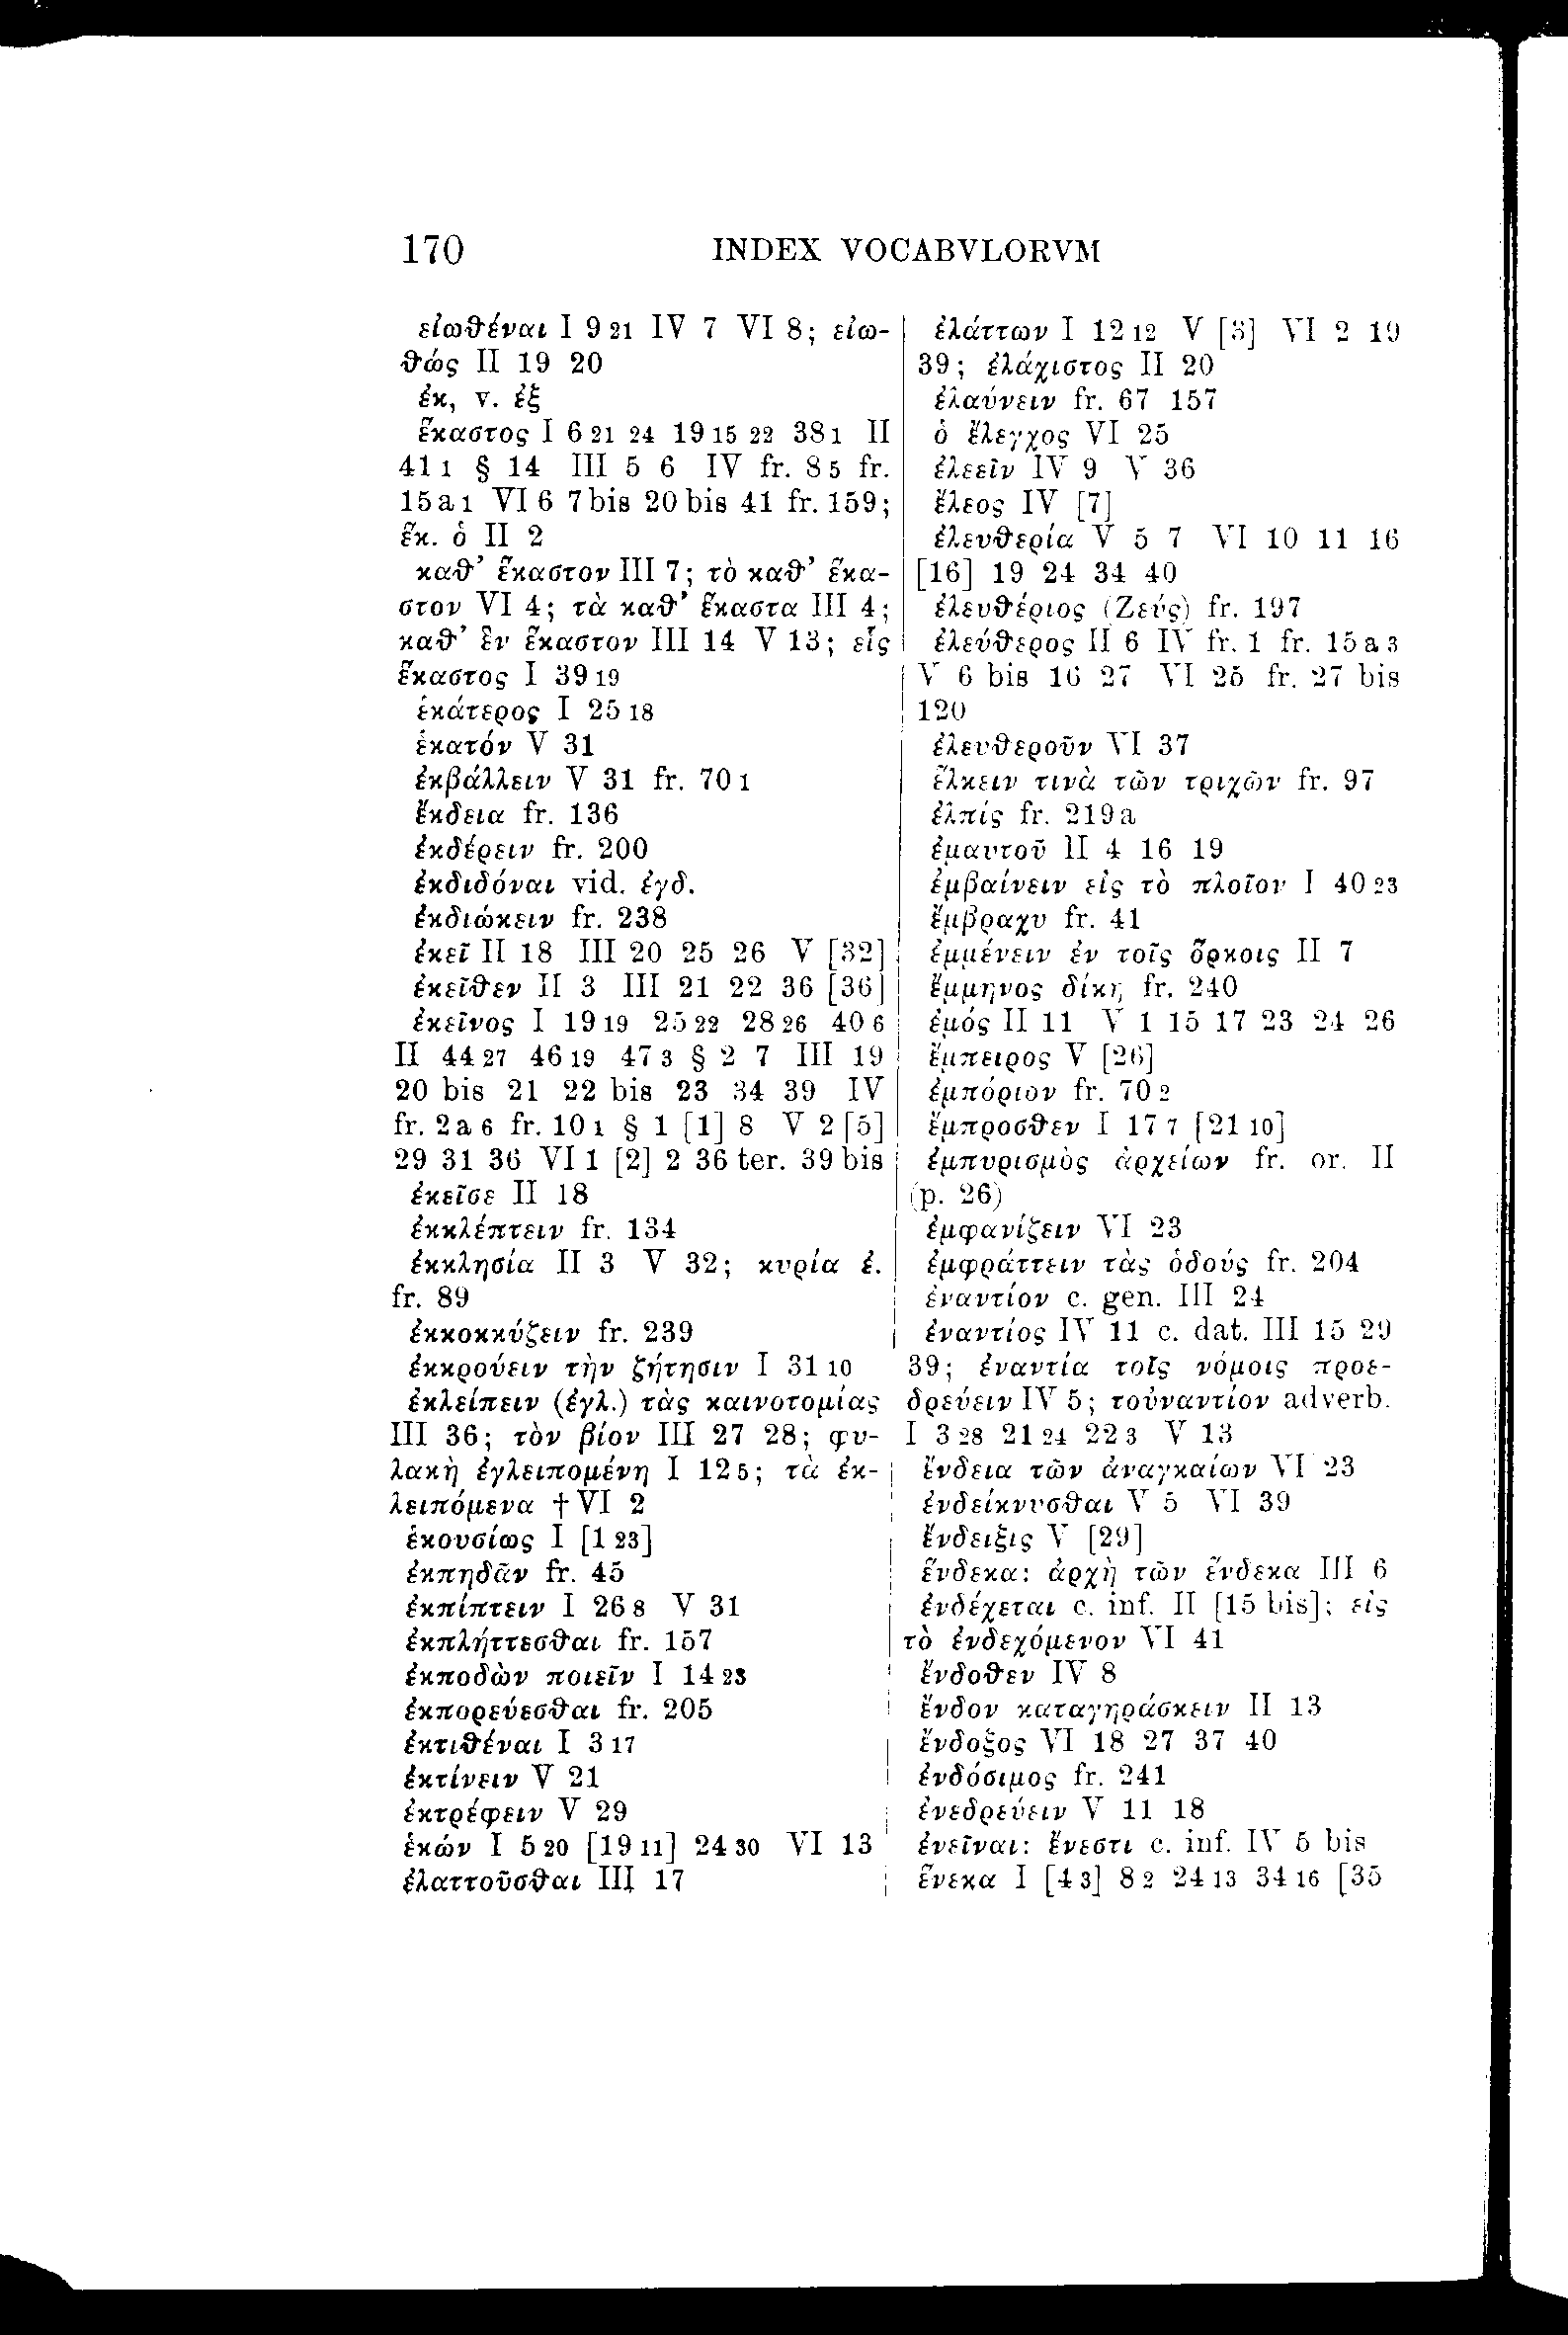 170 INDEX VOCABVLORVM
εἰωθέναι I 9 21 IV 7 VI 8; εἰω-
θώς II 19 20
ἐκ, v. ἐξ
ἕκαστος I 6 21 24 19 15 22 38 1 II
41 1 § 14 III 5 6 IV fr. 8 5 fr.
15 a 1 VI 6 7 bis 20 bis 41 fr. 159;
ἕκ. ὁ II 2
καθ’ ἕκαστον III 7; τὸ καθ’ ἕκα-
στον VI 4; τὰ καθ’ ἕκαστα III 4;
καθ’ ἓν ἕκαστον III 14 V 13; εἷς
ἕκαστος I 39 19
ἑκάτερος I 25 18
ἑκατόν V 31
ἐκβάλλειν V 31 fr. 70 1
ἔκδεια fr. 136
ἐκδέρειν fr. 200
ἐκδιδόναι vid. ἐγδ.
ἐκδιώκειν fr. 238
ἐκεῖ II 18 III 20 25 26 V [32]
ἐκεῖθεν II 3 III 21 22 36 [36]
ἐκεῖνος I 19 19 25 22 28 26 40 6
II 44 27 46 19 47 3 § 2 7 III 19
20 bis 21 22 bis 23 34 39 IV
fr. 2 a 6 fr. 10 1 § 1 [1] 8 V 2 [5]
29 31 36 VI 1 [2] 2 36 ter. 39 bis
ἐκεῖσε II 18
ἐκκλέπτειν fr. 134
ἐκκλησία II 3 V 32; κυρία ἐ.
fr. 89
ἐκκοκκύζειν fr. 239
ἐκκρούειν τὴν ζήτησιν I 31 10
ἐκλείπειν (ἐγλ.) τὰς καινοτομίας
III 36; τὸν βίον III 27 28; φυ-
λακὴ ἐγλειπομένη I 12 5; τὰ ἐκ-
λειπόμενα † VI 2
ἑκουσίως I [1 23]
ἐκπηδᾶν fr. 45
ἐκπίπτειν I 26 8 V 31
ἐκπλήττεσθαι fr. 157
ἐκποδὼν ποιεῖν I 14 23
ἐκπορεύεσθαι fr. 205
ἐκτιθέναι I 3 17
ἐκτίνειν V 21
ἐκτρέφειν V 29
ἑκών I 5 20 [19 11] 24 30 VI 13
ἐλαττοῦσθαι III 17
ἐλάττων I 12 12 V [3] VI 2 19
39; ἐλάχιστος II 20
ἐλαύνειν fr. 67 157
ὁ ἔλεγχος VI 25
ἐλεεῖν IV 9 V 36
ἔλεος IV [7]
ἐλευθερία V 5 7 VI 10 11 16
[16] 19 24 34 40
ἐλευθέριος (Ζεύς) fr. 197
ἐλεύθερος II 6 IV fr. 1 fr. 15 a 3
V 6 bis 16 27 VI 25 fr. 27 bis
120
ἐλευθεροῦν VI 37
ἕλκειν τινὰ τῶν τριχῶν fr. 97
ἐλπίς fr. 219 a
ἐμαυτοῦ II 4 16 19
ἐμβαίνειν εἰς τὸ πλοῖον I 40 23
ἔμβραχυ fr. 41
ἐμμένειν ἐν τοῖς ὅρκοις II 7
ἔμμηνος δίκη fr. 240
ἐμός II 11 V 1 15 17 23 24 26
ἔμπειρος V [26]
ἐμπόριον fr. 70 2
ἔμπροσθεν I 17 7 [21 10]
ἐμπυρισμὸς ἀρχείων fr. or. II
(p. 26)
ἐμφανίζειν VI 23
ἐμφράττειν τὰς ὁδούς fr. 204
ἐναντίον c. gen. III 24
ἐναντίος IV 11 c. dat. III 15 29
39; ἐναντία τοῖς νόμοις προε-
δρεύειν IV 5; τοὐναντίον adverb.
I 3 28 21 24 22 3 V 13
ἔνδεια τῶν ἀναγκαίων VI 23
ἐνδείκνυσθαι V 5 VI 39
ἔνδειξις V [29]
ἕνδεκα: ἀρχὴ τῶν ἕνδεκα III 6
ἐνδέχεται c. inf. II [15 bis]; εἰς
τὸ ἐνδεχόμενον VI 41
ἔνδοθεν IV 8
ἔνδον καταγηράσκειν II 13
ἔνδοξος VI 18 27 37 40
ἐνδόσιμος fr. 241
ἐνεδρεύειν V 11 18
ἐνεῖναι: ἔνεστι c. inf. IV 5 bis
ἕνεκα I [4 3] 8 2 24 13 34 16 [35